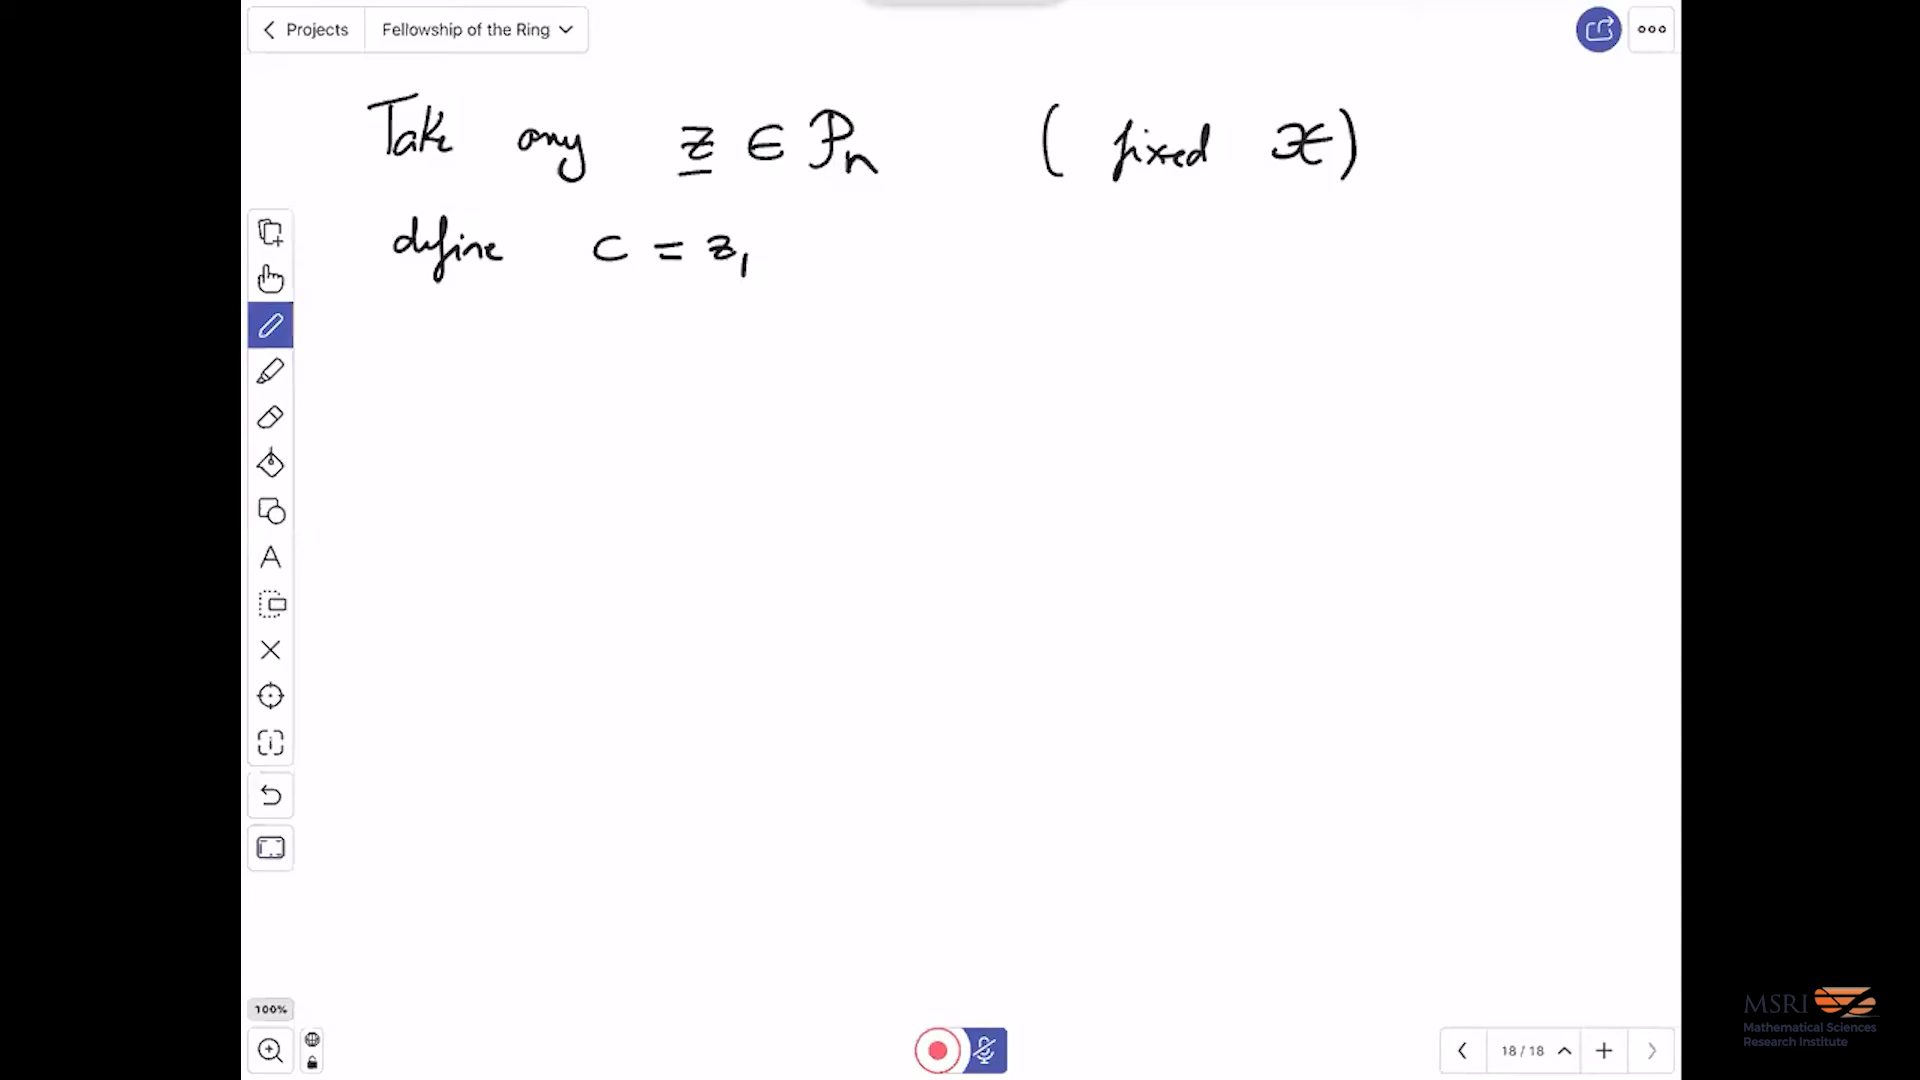 Projects
Fellowship of the Ring
Take any z ∈ Pn (fixed x)
define c = z₁
A
100%
18 / 18
MSRI
Mathematical Sciences
Research Institute